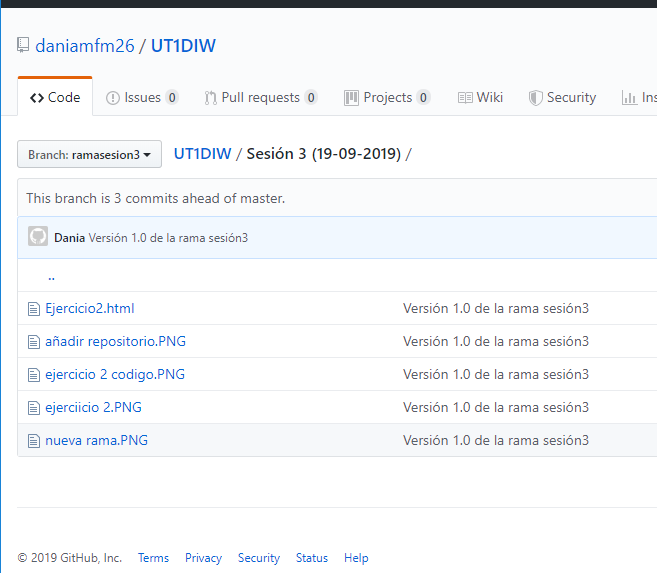 daniamfm26 / UT1DIW
Code Issues 0 Pull requests 0 Projects 0 Wiki Security
Branch: ramasesion3 UT1DIW / Sesión 3 (19-09-2019) /
This branch is 3 commits ahead of master.
Dania Versión 1.0 de la rama sesión3
..
Ejercicio2.html Versión 1.0 de la rama sesión3
añadir repositorio.PNG Versión 1.0 de la rama sesión3
ejercicio 2 codigo.PNG Versión 1.0 de la rama sesión3
ejerciicio 2.PNG Versión 1.0 de la rama sesión3
nueva rama.PNG Versión 1.0 de la rama sesión3
© 2019 GitHub, Inc. Terms Privacy Security Status Help